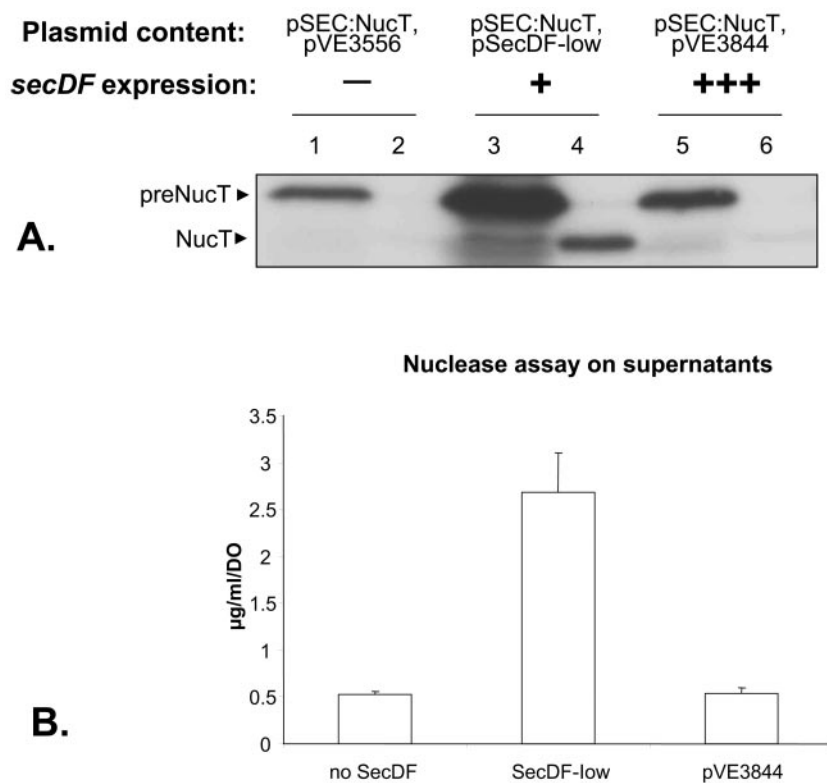 Plasmid content: pSEC:NucT, pVE3556 pSEC:NucT, pSecDF-low pSEC:NucT, pVE3844
secDF expression: — + +++
1 2 3 4 5 6
preNucT
NucT
A.
Nuclease assay on supernatants
3.5
3
2.5
2
1.5
1
0.5
0
µg/ml/DO
B.
no SecDF SecDF-low pVE3844